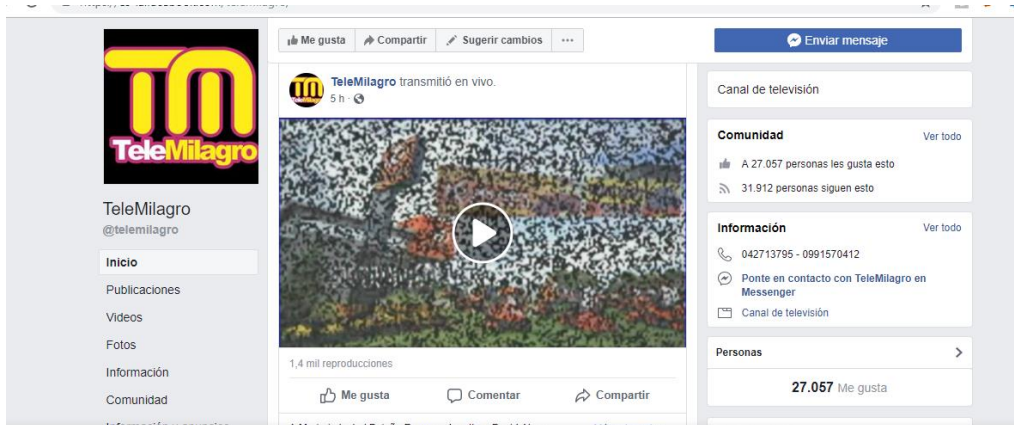 TeleMilagro
TeleMilagro
@telemilagro
Inicio
Publicaciones
Videos
Fotos
Información
Comunidad
Me gusta
Compartir
Sugerir cambios
TeleMilagro transmitió en vivo.
5 h
TeleMilagro
1,4 mil reproducciones
Me gusta
Comentar
Compartir
Enviar mensaje
Canal de televisión
Comunidad
Ver todo
A 27.057 personas les gusta esto
31.912 personas siguen esto
Información
Ver todo
042713795 - 0991570412
Ponte en contacto con TeleMilagro en
Messenger
Canal de televisión
Personas
27.057 Me gusta